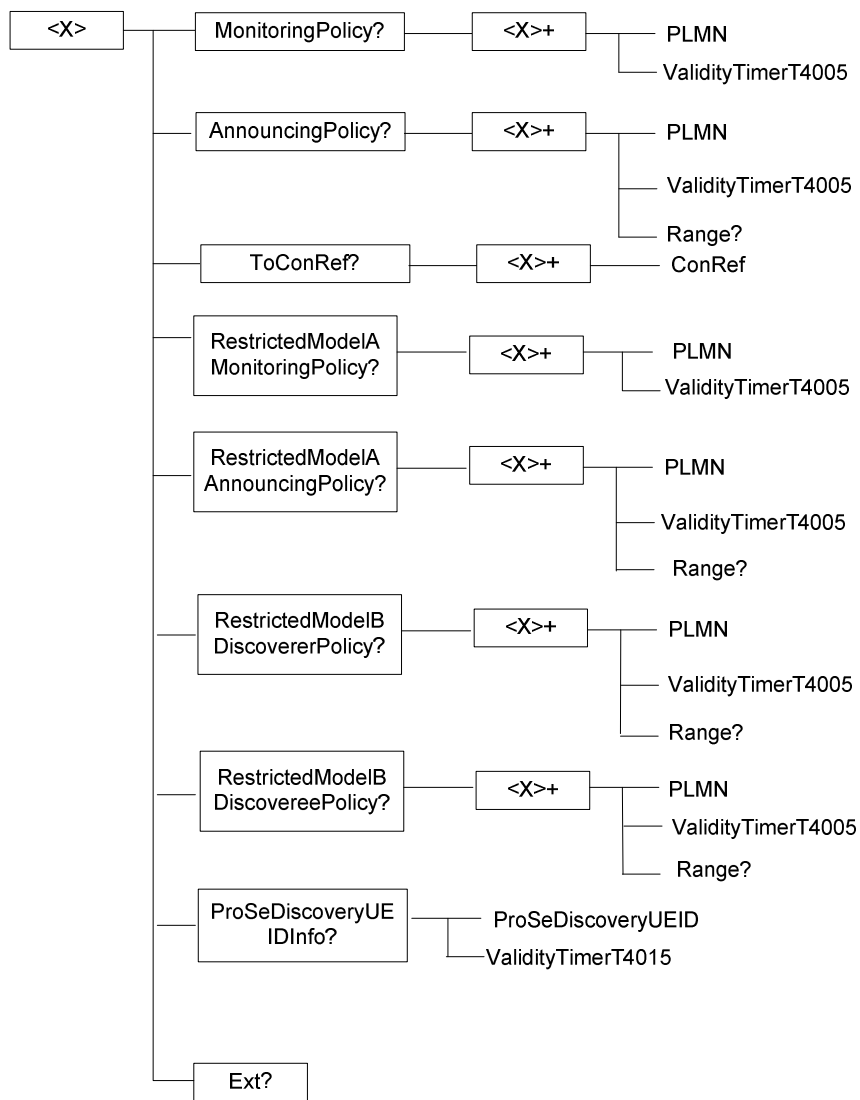 <X>
MonitoringPolicy?
<X>+
PLMN
ValidityTimerT4005
AnnouncingPolicy?
<X>+
PLMN
ValidityTimerT4005
Range?
ToConRef?
<X>+
ConRef
RestrictedModelA
MonitoringPolicy?
<X>+
PLMN
ValidityTimerT4005
RestrictedModelA
AnnouncingPolicy?
<X>+
PLMN
ValidityTimerT4005
Range?
RestrictedModelB
DiscovererPolicy?
<X>+
PLMN
ValidityTimerT4005
Range?
RestrictedModelB
DiscovereePolicy?
<X>+
PLMN
ValidityTimerT4005
Range?
ProSeDiscoveryUE
IDInfo?
ProSeDiscoveryUEID
ValidityTimerT4015
Ext?